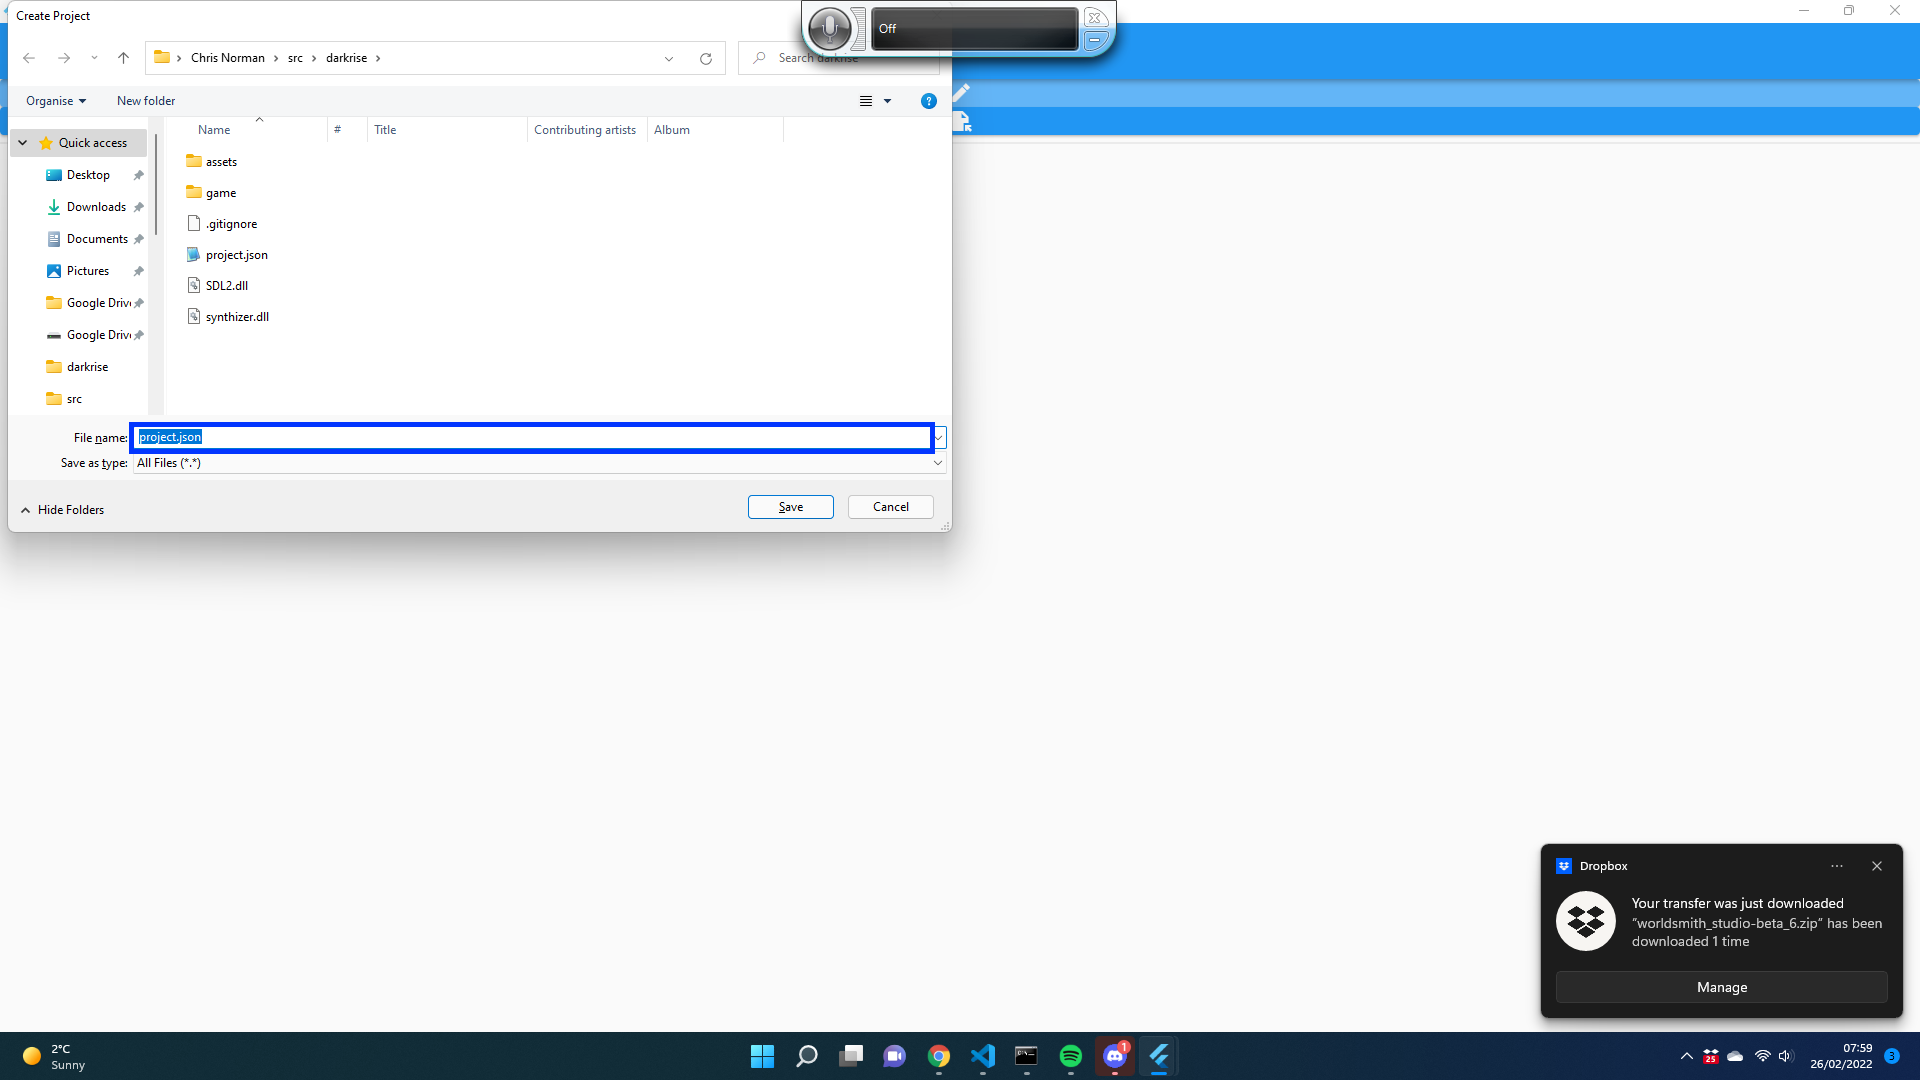 Create Project
Off
Chris Norman
src
darkrise
Search darkrise
Organise
New folder
?
Name
#
Title
Contributing artists
Album
Quick access
Desktop
Downloads
Documents
Pictures
Google Driv
Google Driv
darkrise
src
assets
game
.gitignore
project.json
SDL2.dll
synthizer.dll
File name:
project.json
Save as type:
All Files (*.*)
Hide Folders
Save
Cancel
Dropbox
Your transfer was just downloaded
"worldsmith_studio-beta_6.zip" has been
downloaded 1 time
Manage
2°C
Sunny
1
25
07:59
26/02/2022
3